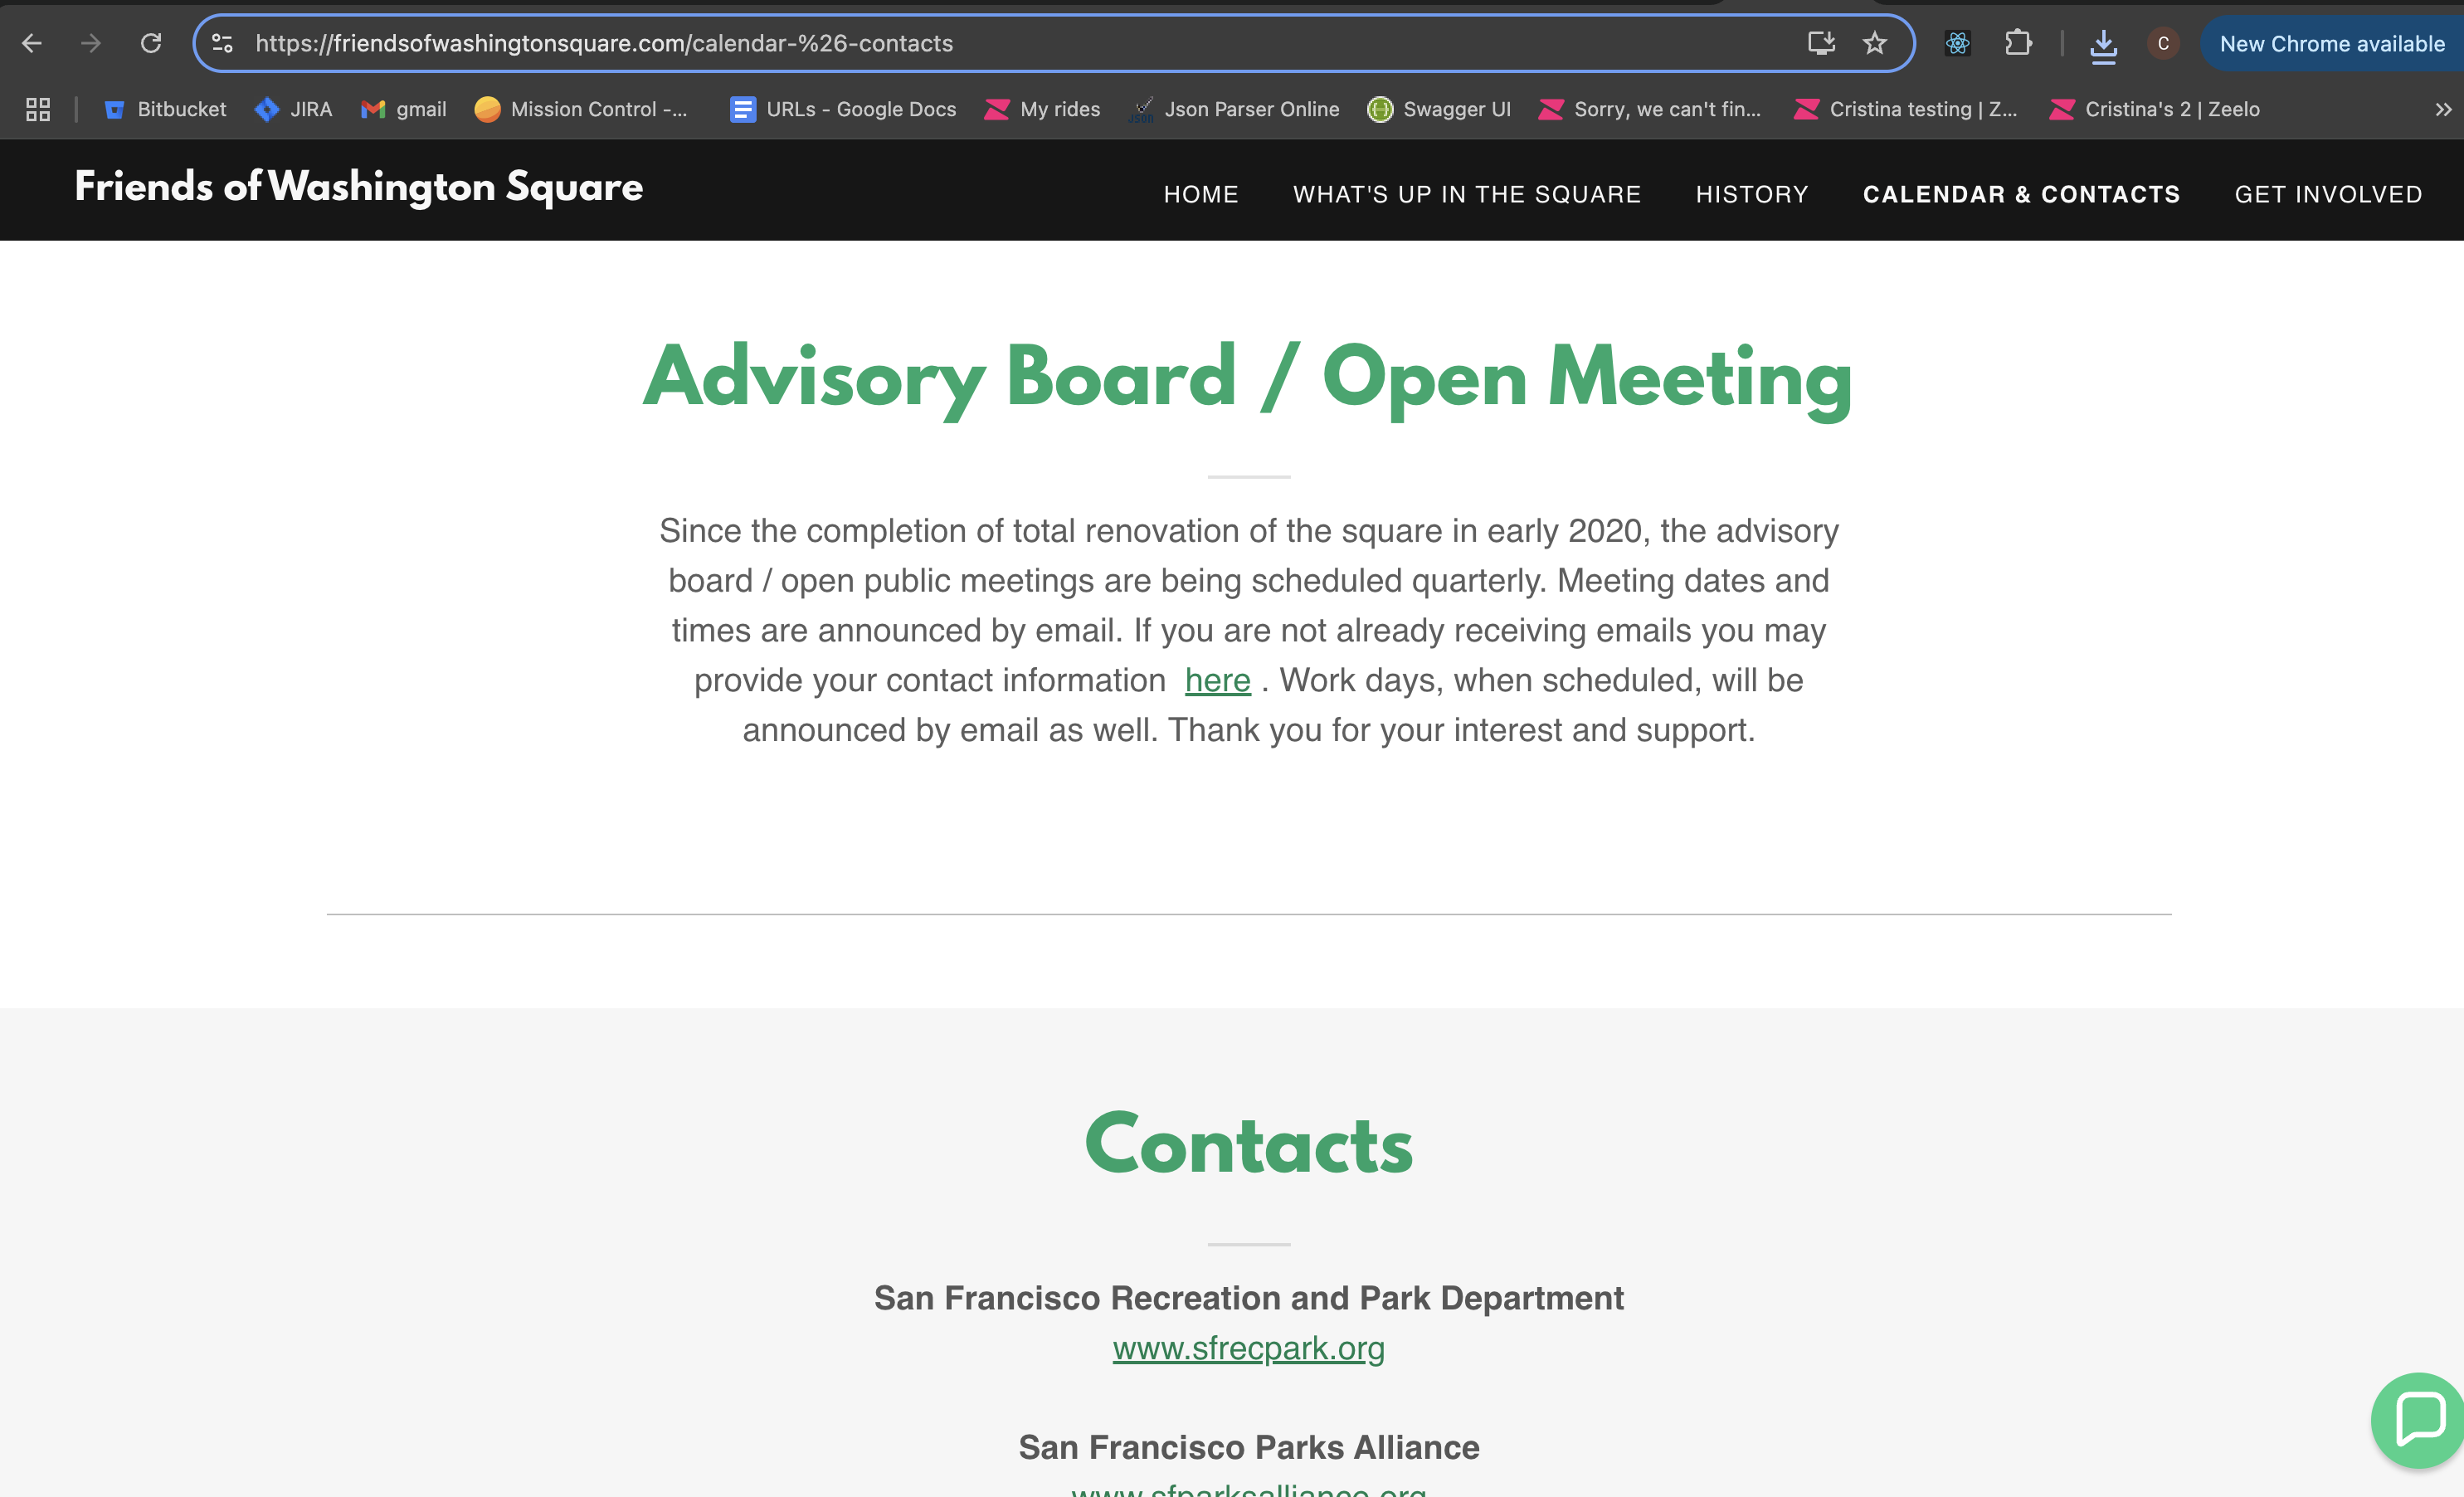 https://friendsofwashingtonsquare.com/calendar-%26-contacts
C
New Chrome available
Bitbucket
JIRA
gmail
Mission Control -...
URLs - Google Docs
My rides
JSON
Json Parser Online
Swagger UI
Sorry, we can't fin...
Cristina testing | Z...
Cristina's 2 | Zeelo
Friends of Washington Square
HOME
WHAT'S UP IN THE SQUARE
HISTORY
CALENDAR & CONTACTS
GET INVOLVED
Advisory Board / Open Meeting
Since the completion of total renovation of the square in early 2020, the advisory
board / open public meetings are being scheduled quarterly. Meeting dates and
times are announced by email. If you are not already receiving emails you may
provide your contact information here . Work days, when scheduled, will be
announced by email as well. Thank you for your interest and support.
Contacts
San Francisco Recreation and Park Department
www.sfrecpark.org
San Francisco Parks Alliance
www.sfparksalliance.org